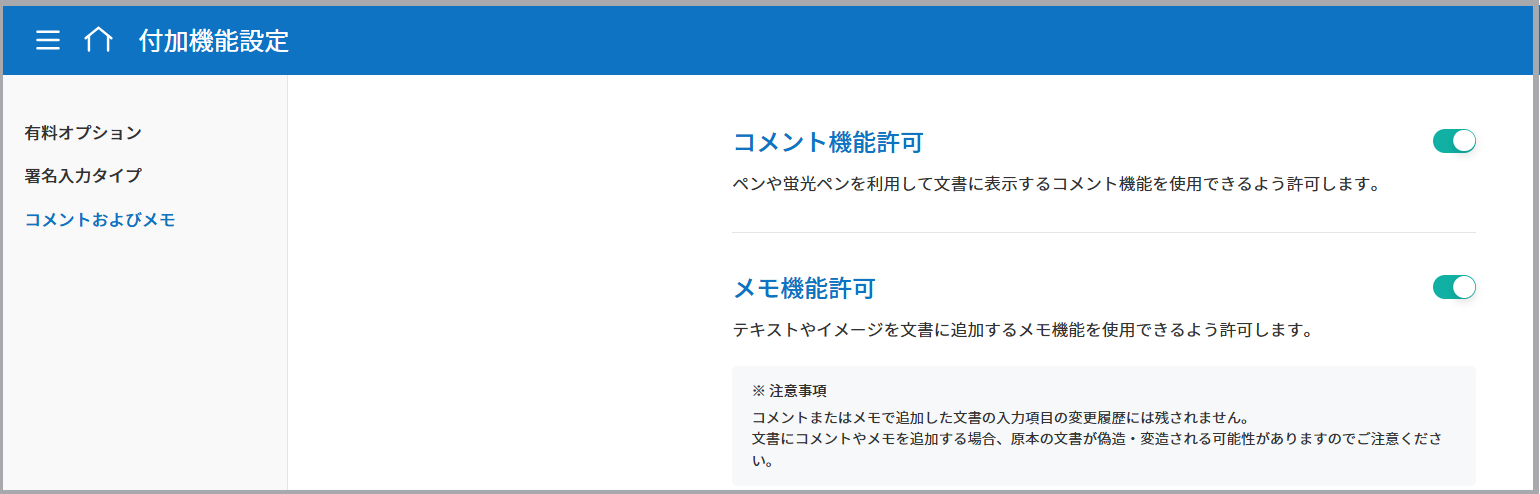 付加機能設定
有料オプション
署名入力タイプ
コメントおよびメモ
コメント機能許可
ペンや蛍光ペンを利用して文書に表示するコメント機能を使用できるよう許可します。
メモ機能許可
テキストやイメージを文書に追加するメモ機能を使用できるよう許可します。
※ 注意事項
コメントまたはメモで追加した文書の入力項目の変更履歴には残されません。
文書にコメントやメモを追加する場合、原本の文書が偽造・変造される可能性がありますのでご注意くださ
い。